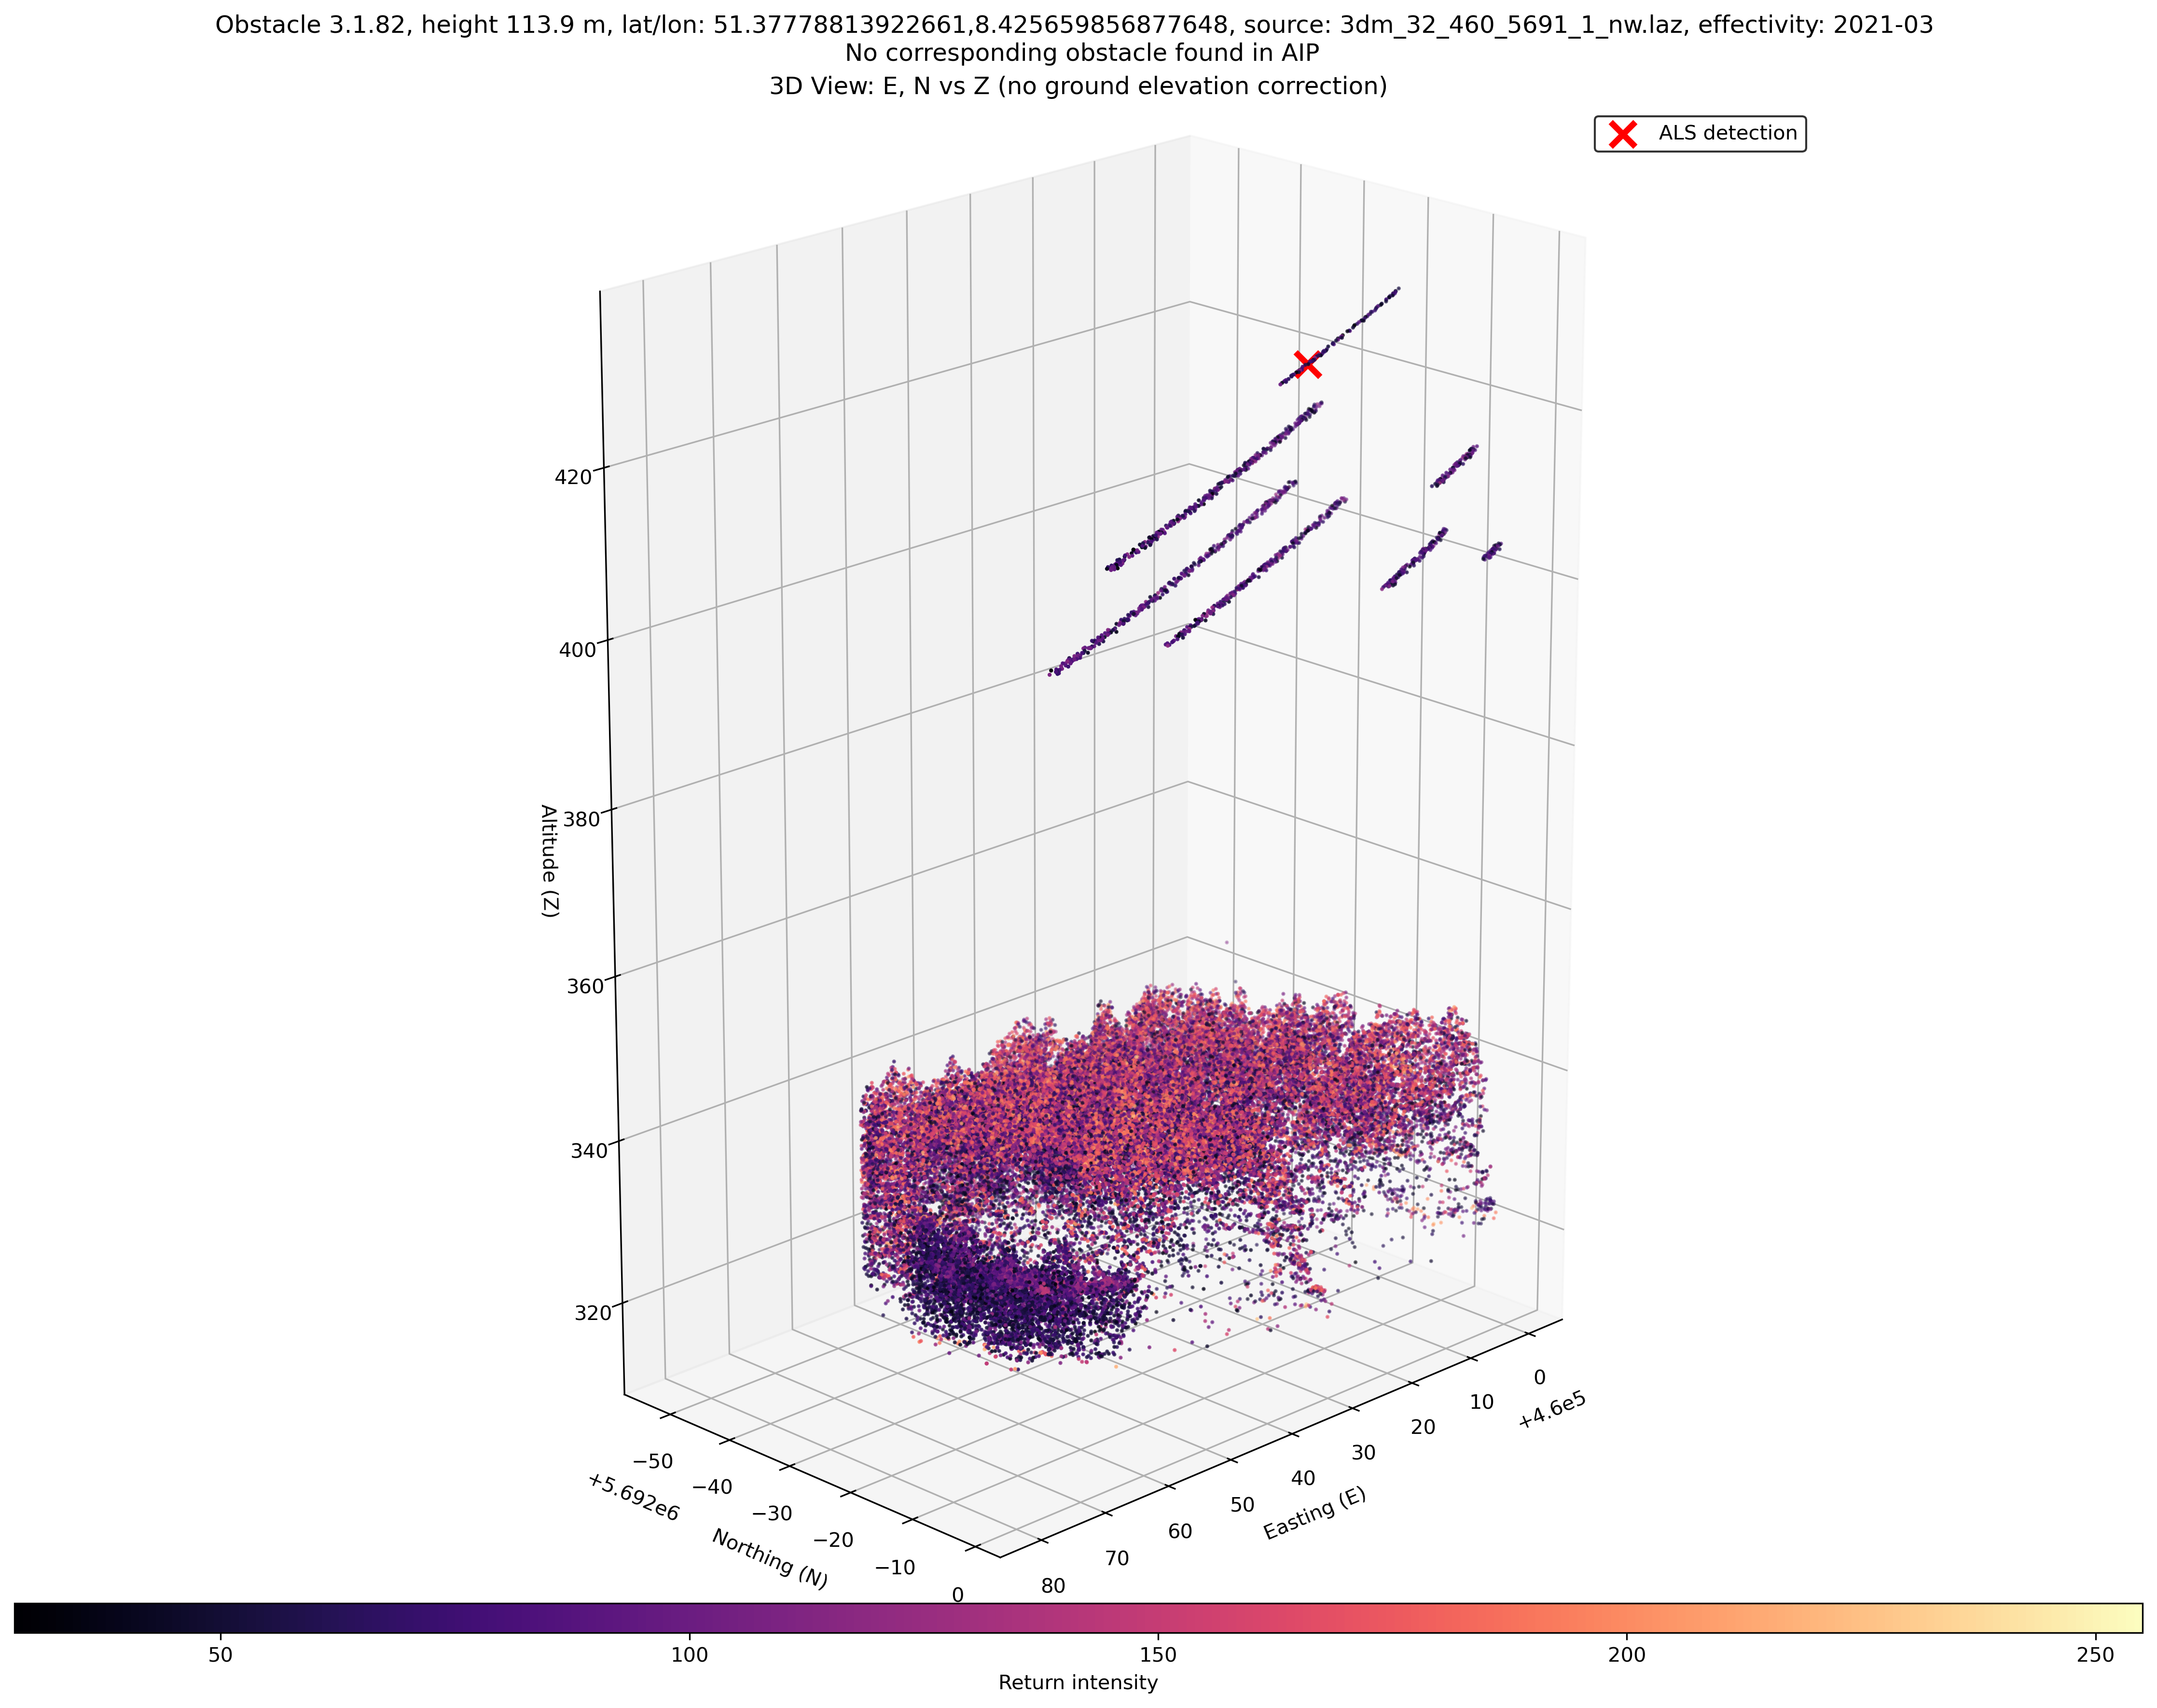 Obstacle 3.1.82, height 113.9 m, lat/lon: 51.37778813922661,8.425659856877648, source: 3dm_32_460_5691_1_nw.laz, effectivity: 2021-03
No corresponding obstacle found in AIP
3D View: E, N vs Z (no ground elevation correction)
ALS detection
420
400
380
360
340
320
Altitude (Z)
−50
−40
−30
−20
−10
0
+5.692e6
Northing (N)
0
10
20
30
40
50
60
70
80
+4.6e5
Easting (E)
50
100
150
200
250
Return intensity